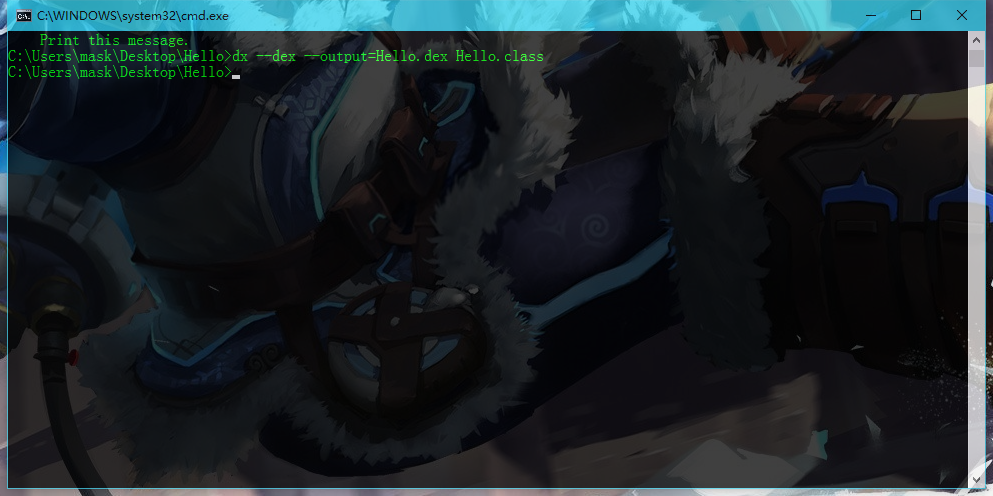 C:\WINDOWS\system32\cmd.exe
Print this message.
C:\Users\mask\Desktop\Hello>dx --dex --output=Hello.dex Hello.class
C:\Users\mask\Desktop\Hello>